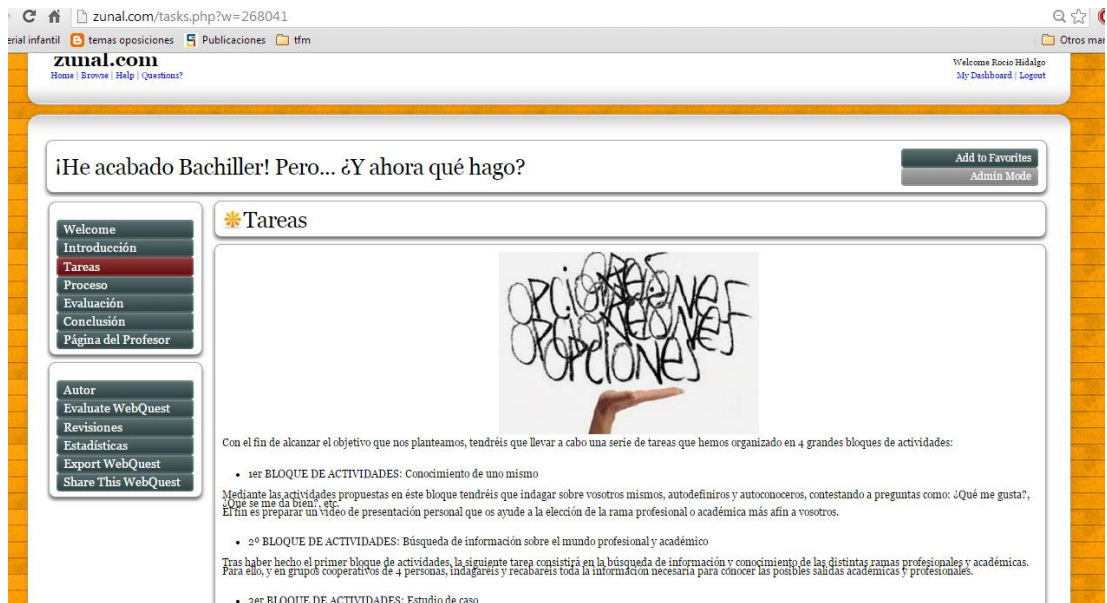 zunal.com/tasks.php?w=268041
erial infantil temas oposiciones Publicaciones tfm Otros mar
zunal.com
Home | Browse | Help | Questions?
Welcome Rocio Hidalgo
My Dashboard | Logout
¡He acabado Bachiller! Pero... ¿Y ahora qué hago?
Add to Favorites
Admin Mode
Welcome
Introducción
Tareas
Proceso
Evaluación
Conclusión
Página del Profesor
Autor
Evaluate WebQuest
Revisiones
Estadísticas
Export WebQuest
Share This WebQuest
Tareas
OPCIONES
OPCIONES
OPCIONES
Con el fin de alcanzar el objetivo que nos planteamos, tendréis que llevar a cabo una serie de tareas que hemos organizado en 4 grandes bloques de actividades:
• 1er BLOQUE DE ACTIVIDADES: Conocimiento de uno mismo
Mediante las actividades propuestas en éste bloque tendréis que indagar sobre vosotros mismos, autodefiniros y autoconoceros, contestando a preguntas como: ¿Qué me gusta?,
¿Qué se me da bien?, etc.
El fin es preparar un video de presentación personal que os ayude a la elección de la rama profesional o académica más afín a vosotros.
• 2º BLOQUE DE ACTIVIDADES: Búsqueda de información sobre el mundo profesional y académico
Tras haber hecho el primer bloque de actividades, la siguiente tarea consistirá en la búsqueda de información y conocimiento de las distintas ramas profesionales y académicas.
Para ello, y en grupos cooperativos de 4 personas, indagaréis y recabaréis toda la información necesaria para conocer las posibles salidas académicas y profesionales.
• 3er BLOQUE DE ACTIVIDADES: Estudio de caso